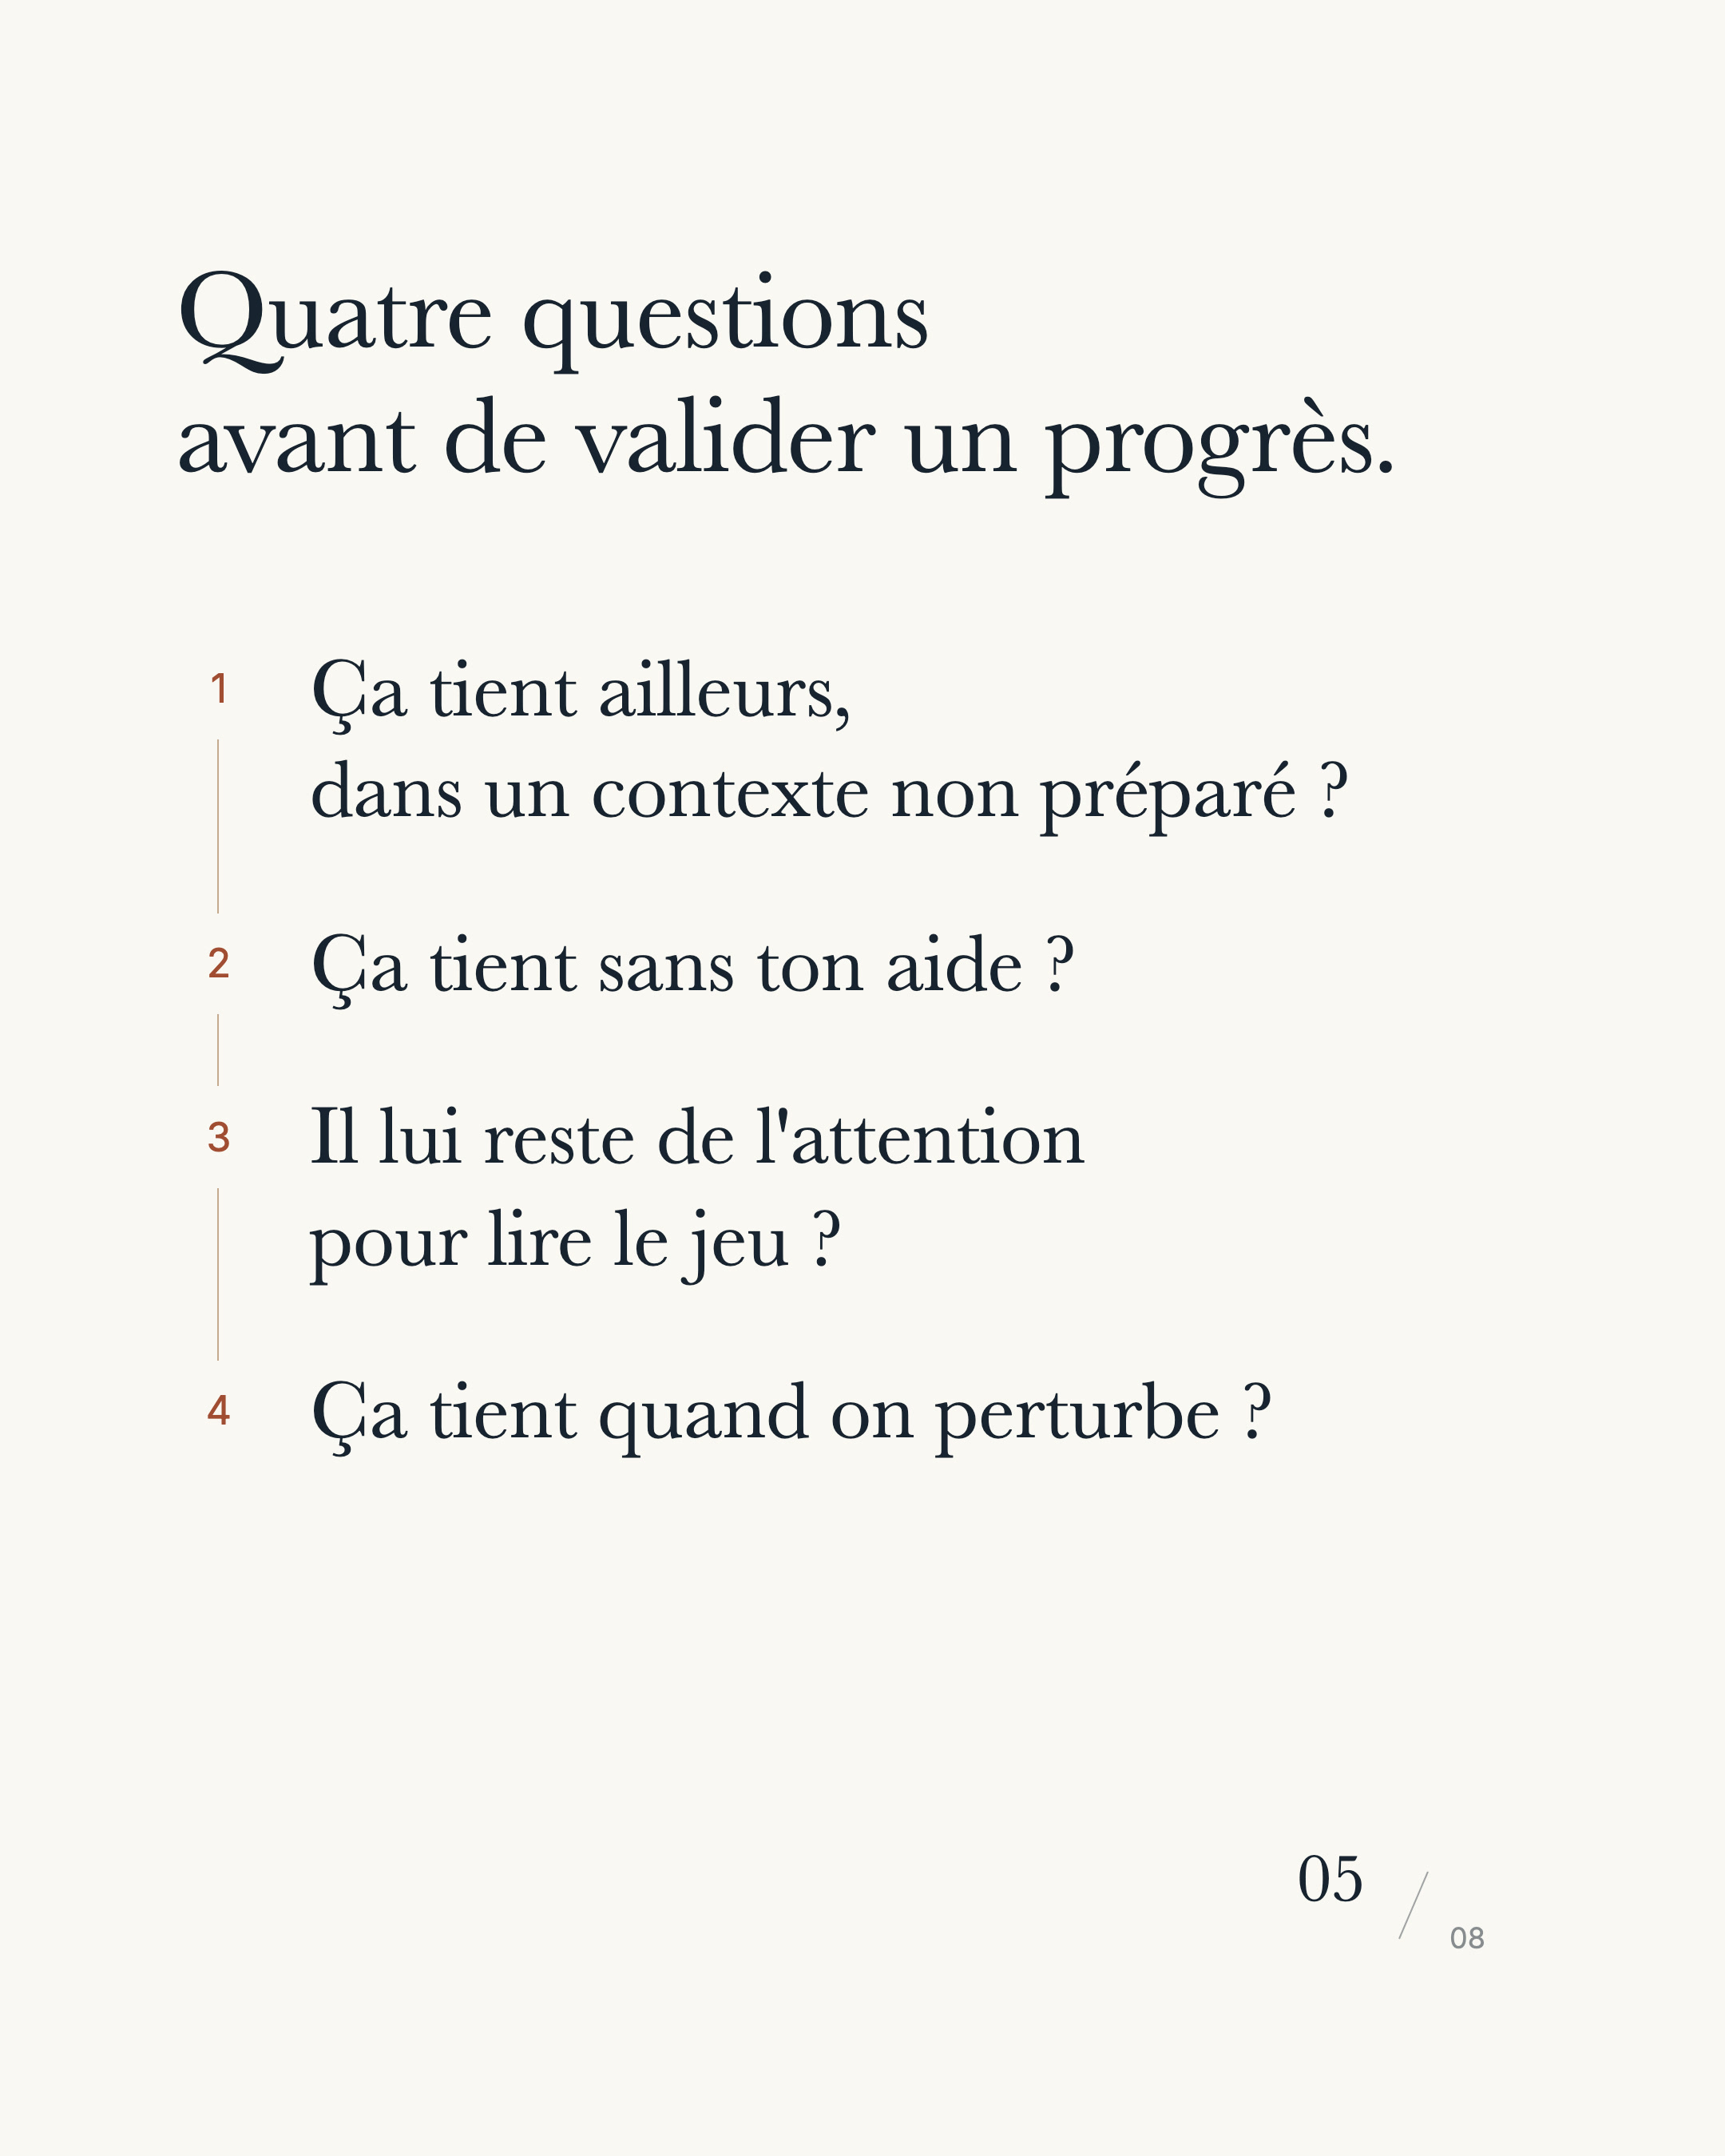 Quatre questions
avant de valider un progrès.
1 Ça tient ailleurs,
dans un contexte non préparé ?
2 Ça tient sans ton aide ?
3 Il lui reste de l'attention
pour lire le jeu ?
4 Ça tient quand on perturbe ?
05 / 08